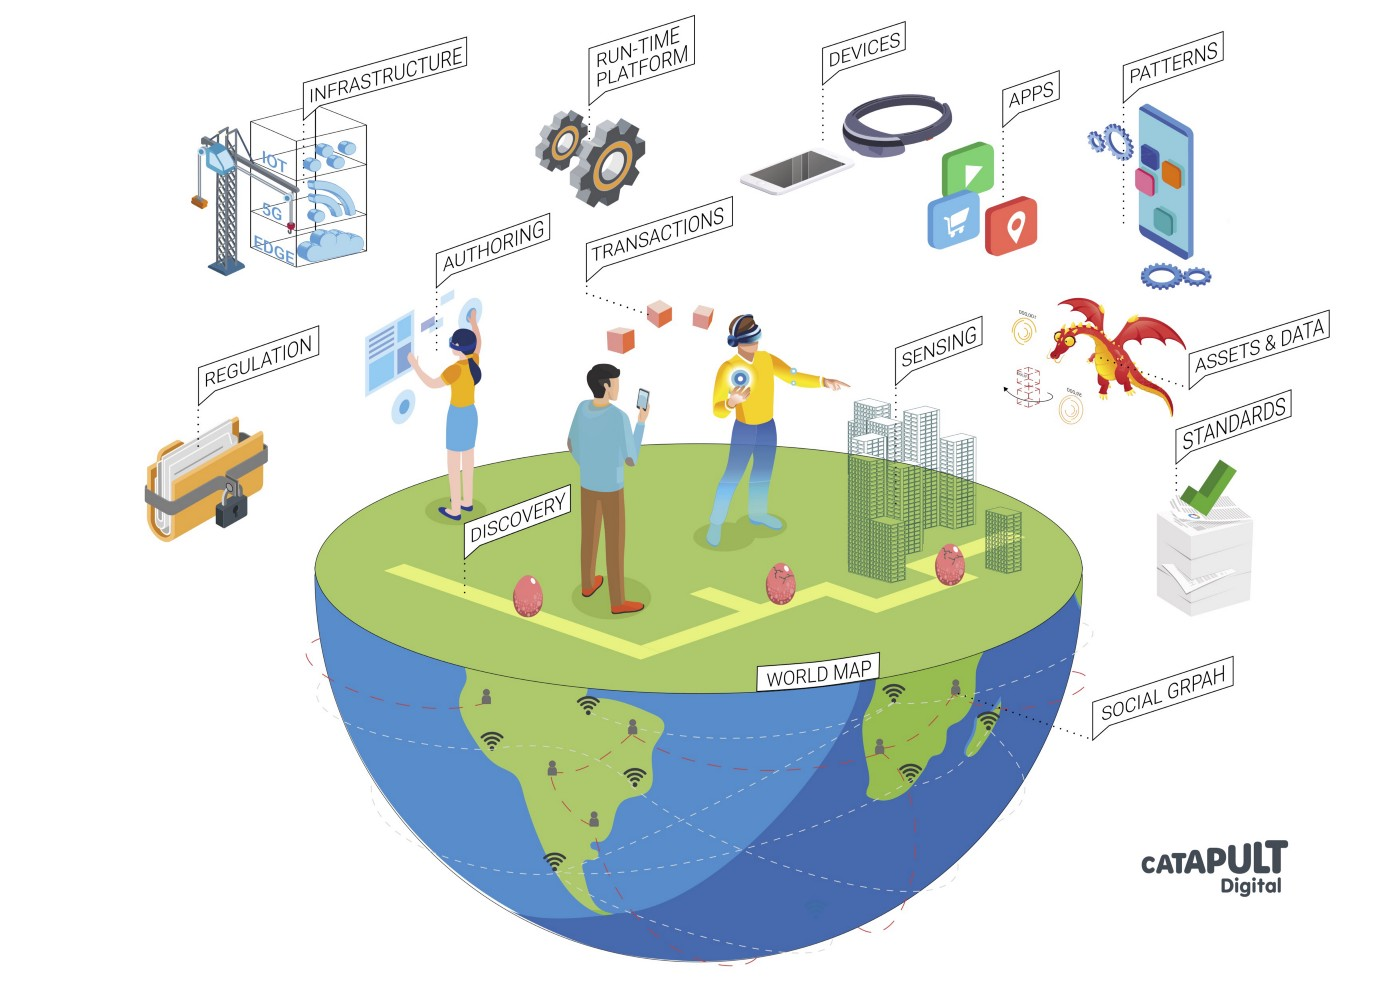 INFRASTRUCTURE
RUN-TIME
PLATFORM
DEVICES
APPS
PATTERNS
IOT
5G
EDGE
AUTHORING
TRANSACTIONS
REGULATION
SENSING
ASSETS & DATA
STANDARDS
DISCOVERY
WORLD MAP
SOCIAL GRPAH
CATAPULT
Digital